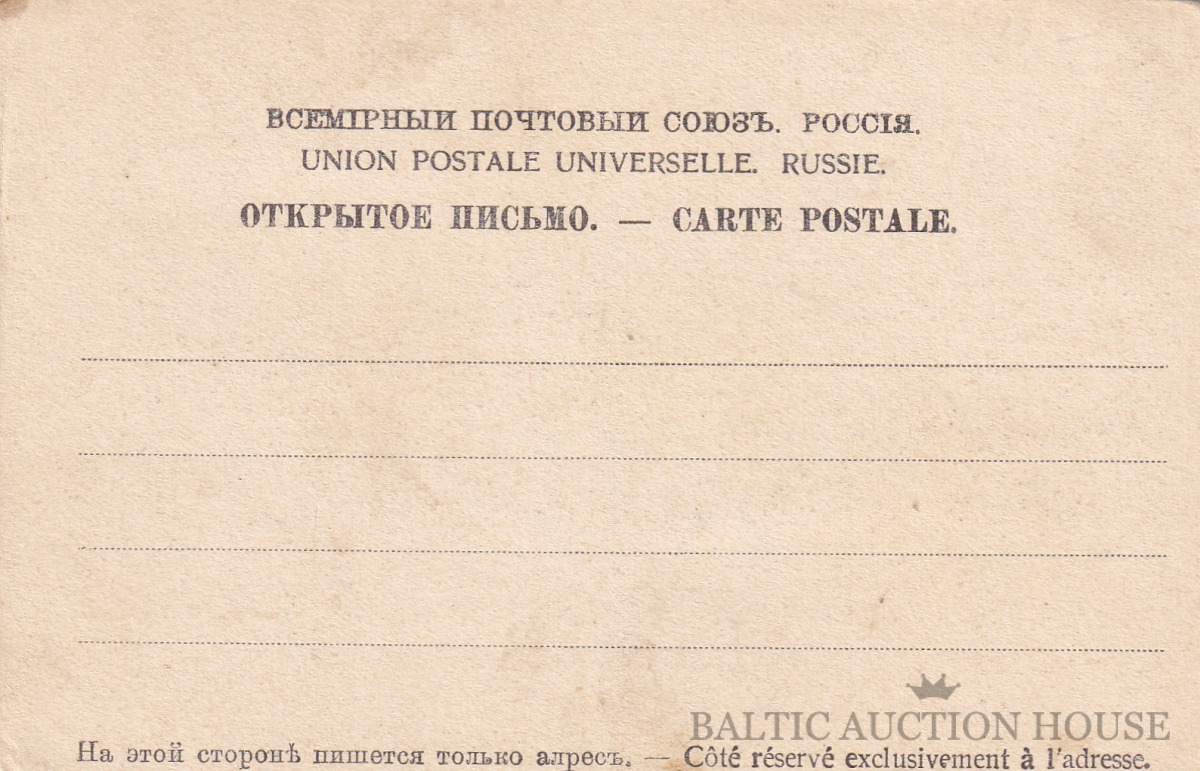 ВСЕМІРНЫЙ ПОЧТОВЫЙ СОЮЗЪ. РОССІЯ.
UNION POSTALE UNIVERSELLE. RUSSIE.
ОТКРЫТОЕ ПИСЬМО. — CARTE POSTALE.
BALTIC AUCTION HOUSE
На этой сторонѣ пишется только адресъ. — Côté réservé exclusivement à l'adresse.